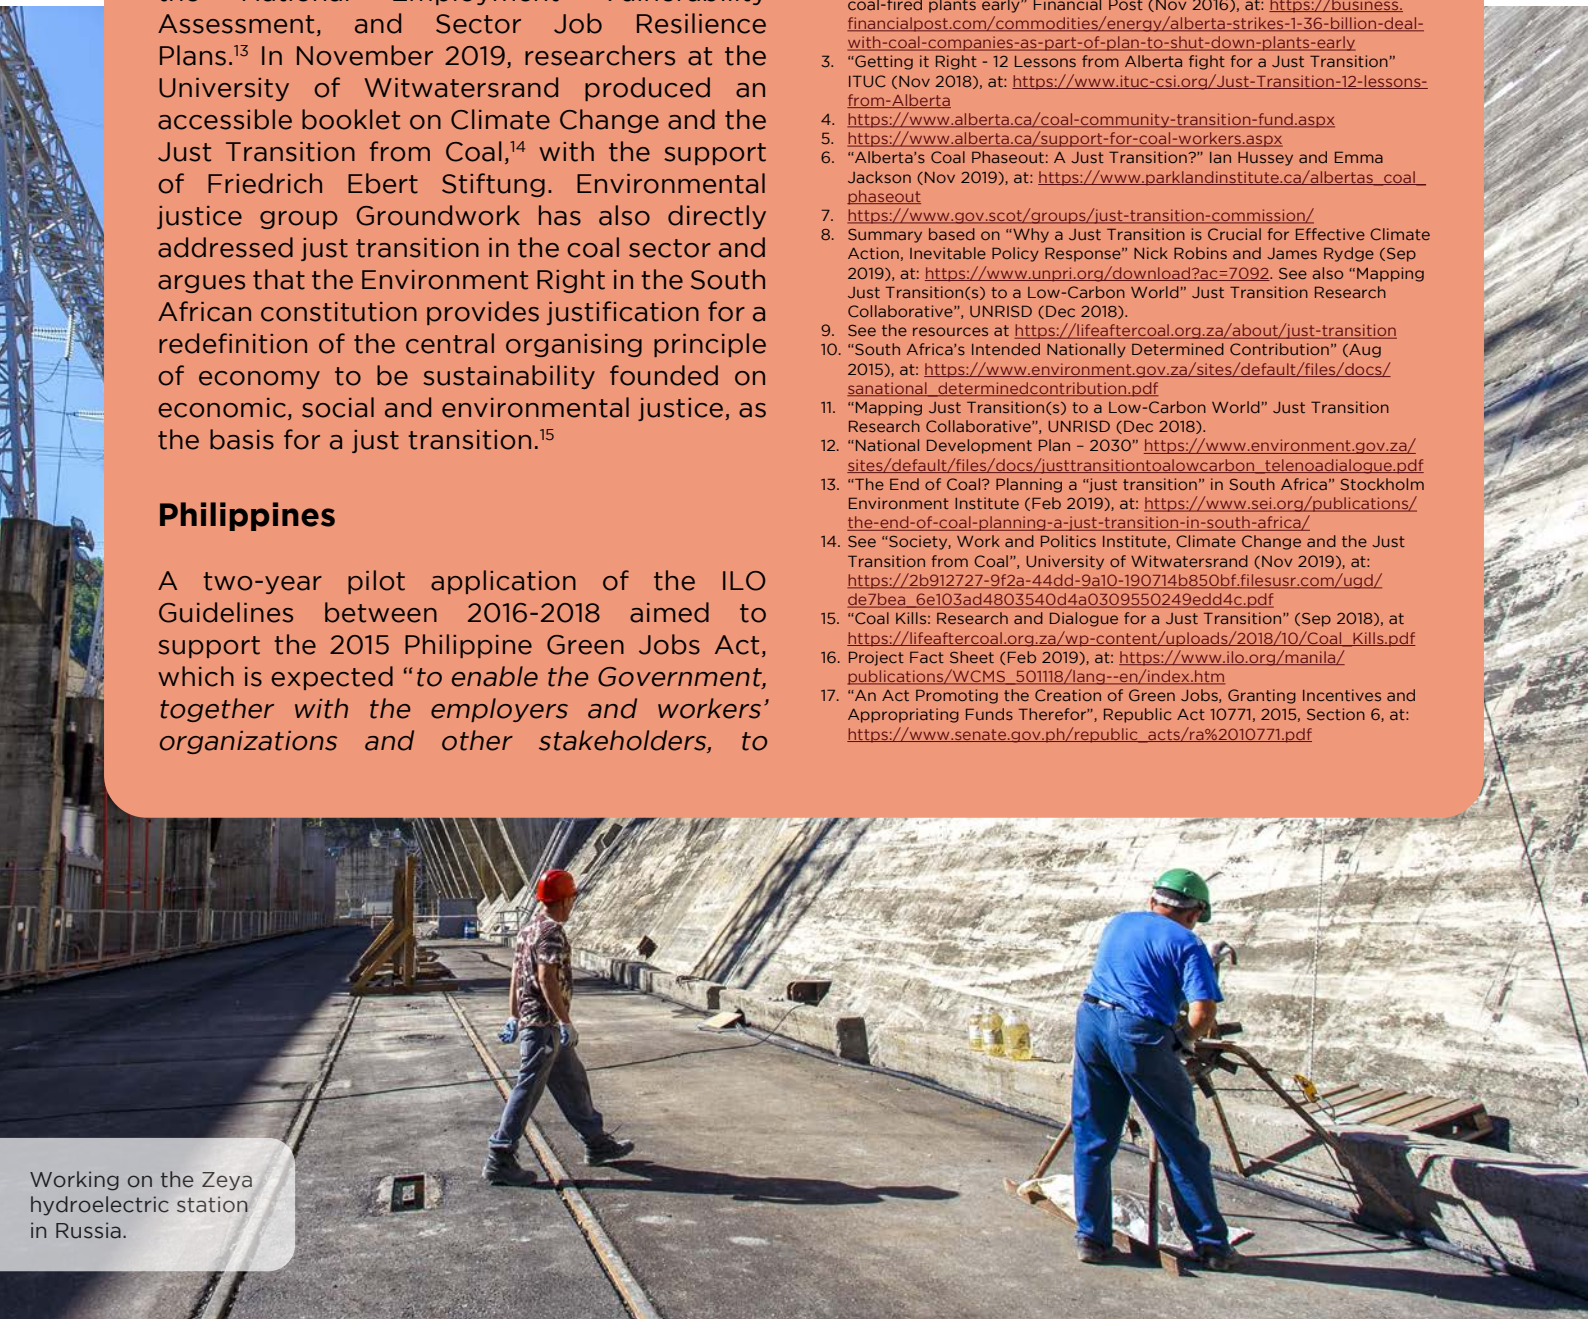 the National Employment Vulnerability
Assessment, and Sector Job Resilience
Plans.13 In November 2019, researchers at the
University of Witwatersrand produced an
accessible booklet on Climate Change and the
Just Transition from Coal,14 with the support
of Friedrich Ebert Stiftung. Environmental
justice group Groundwork has also directly
addressed just transition in the coal sector and
argues that the Environment Right in the South
African constitution provides justification for a
redefinition of the central organising principle
of economy to be sustainability founded on
economic, social and environmental justice, as
the basis for a just transition.15
Philippines
A two-year pilot application of the ILO
Guidelines between 2016-2018 aimed to
support the 2015 Philippine Green Jobs Act,
which is expected “to enable the Government,
together with the employers and workers’
organizations and other stakeholders, to
coal-fired plants early” Financial Post (Nov 2016), at: https://business.
financialpost.com/commodities/energy/alberta-strikes-1-36-billion-deal-
with-coal-companies-as-part-of-plan-to-shut-down-plants-early
3. “Getting it Right - 12 Lessons from Alberta fight for a Just Transition”
ITUC (Nov 2018), at: https://www.ituc-csi.org/Just-Transition-12-lessons-
from-Alberta
4. https://www.alberta.ca/coal-community-transition-fund.aspx
5. https://www.alberta.ca/support-for-coal-workers.aspx
6. “Alberta’s Coal Phaseout: A Just Transition?” Ian Hussey and Emma
Jackson (Nov 2019), at: https://www.parklandinstitute.ca/albertas_coal_
phaseout
7. https://www.gov.scot/groups/just-transition-commission/
8. Summary based on “Why a Just Transition is Crucial for Effective Climate
Action, Inevitable Policy Response” Nick Robins and James Rydge (Sep
2019), at: https://www.unpri.org/download?ac=7092. See also “Mapping
Just Transition(s) to a Low-Carbon World” Just Transition Research
Collaborative”, UNRISD (Dec 2018).
9. See the resources at https://lifeaftercoal.org.za/about/just-transition
10. “South Africa’s Intended Nationally Determined Contribution” (Aug
2015), at: https://www.environment.gov.za/sites/default/files/docs/
sanational_determinedcontribution.pdf
11. “Mapping Just Transition(s) to a Low-Carbon World” Just Transition
Research Collaborative”, UNRISD (Dec 2018).
12. “National Development Plan – 2030” https://www.environment.gov.za/
sites/default/files/docs/justtransitiontoalowcarbon_telenoadialogue.pdf
13. “The End of Coal? Planning a “just transition” in South Africa” Stockholm
Environment Institute (Feb 2019), at: https://www.sei.org/publications/
the-end-of-coal-planning-a-just-transition-in-south-africa/
14. See “Society, Work and Politics Institute, Climate Change and the Just
Transition from Coal”, University of Witwatersrand (Nov 2019), at:
https://2b912727-9f2a-44dd-9a10-190714b850bf.filesusr.com/ugd/
de7bea_6e103ad4803540d4a0309550249edd4c.pdf
15. “Coal Kills: Research and Dialogue for a Just Transition” (Sep 2018), at
https://lifeaftercoal.org.za/wp-content/uploads/2018/10/Coal_Kills.pdf
16. Project Fact Sheet (Feb 2019), at: https://www.ilo.org/manila/
publications/WCMS_501118/lang--en/index.htm
17. “An Act Promoting the Creation of Green Jobs, Granting Incentives and
Appropriating Funds Therefor”, Republic Act 10771, 2015, Section 6, at:
https://www.senate.gov.ph/republic_acts/ra%2010771.pdf
Working on the Zeya
hydroelectric station
in Russia.